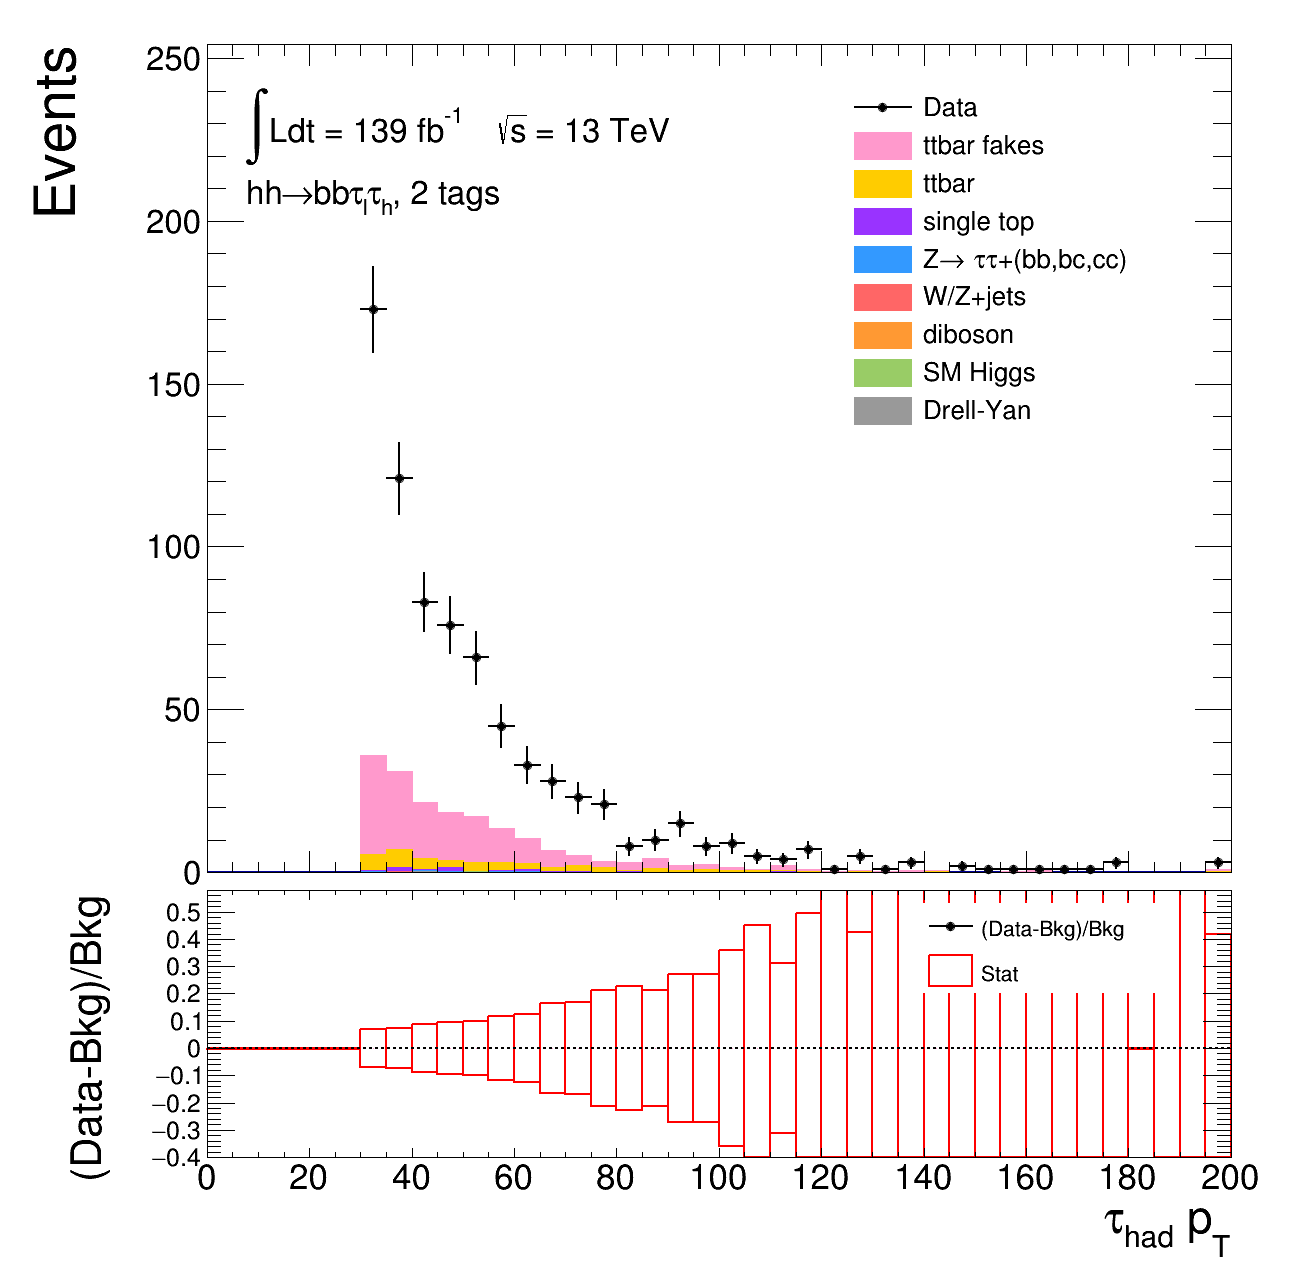 Events
250
200
150
100
50
0
∫Ldt = 139 fb⁻¹ √s = 13 TeV
hh→bbτ_lτ_h, 2 tags
Data
ttbar fakes
ttbar
single top
Z→ ττ+(bb,bc,cc)
W/Z+jets
diboson
SM Higgs
Drell-Yan
(Data-Bkg)/Bkg
0.5
0.4
0.3
0.2
0.1
0
−0.1
−0.2
−0.3
−0.4
(Data-Bkg)/Bkg
Stat
0 20 40 60 80 100 120 140 160 180 200
τ_had p_T